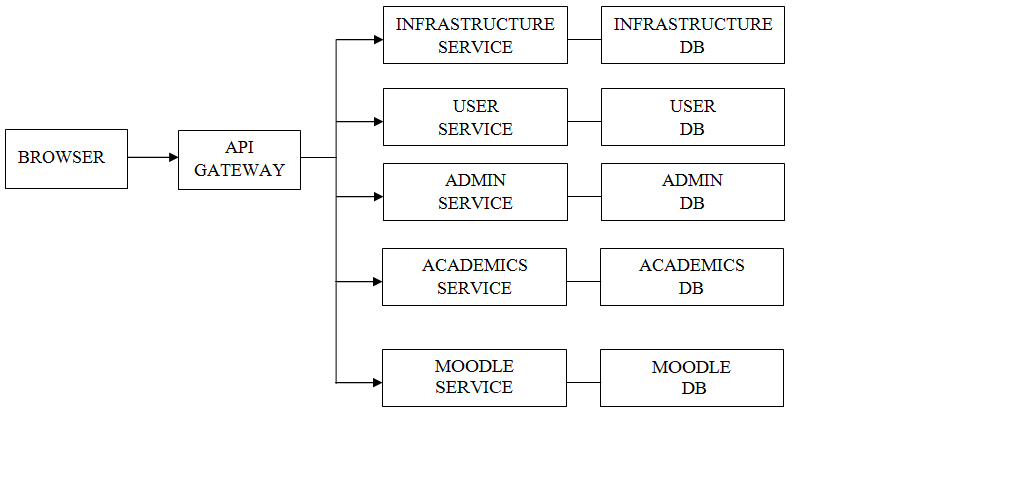 BROWSER
API
GATEWAY
INFRASTRUCTURE
SERVICE
INFRASTRUCTURE
DB
USER
SERVICE
USER
DB
ADMIN
SERVICE
ADMIN
DB
ACADEMICS
SERVICE
ACADEMICS
DB
MOODLE
SERVICE
MOODLE
DB